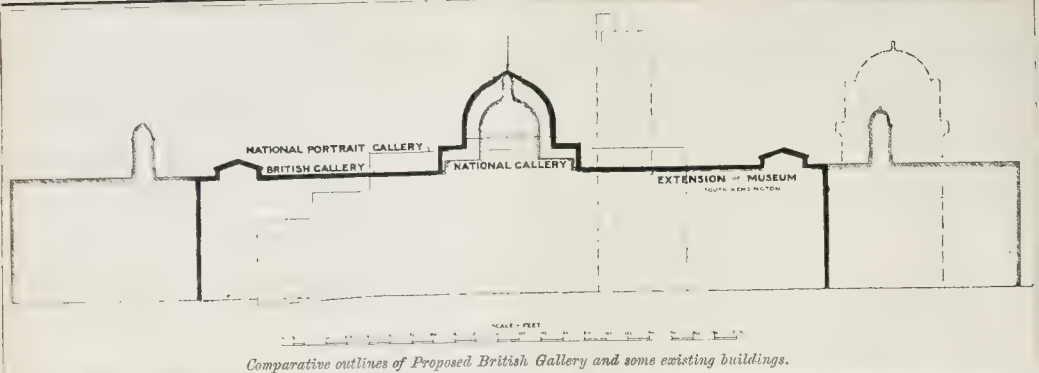 NATIONAL PORTRAIT GALLERY
BRITISH GALLERY
NATIONAL GALLERY
EXTENSION OF MUSEUM
SOUTH KENSINGTON
SCALE - FEET
Comparative outlines of Proposed British Gallery and some existing buildings.